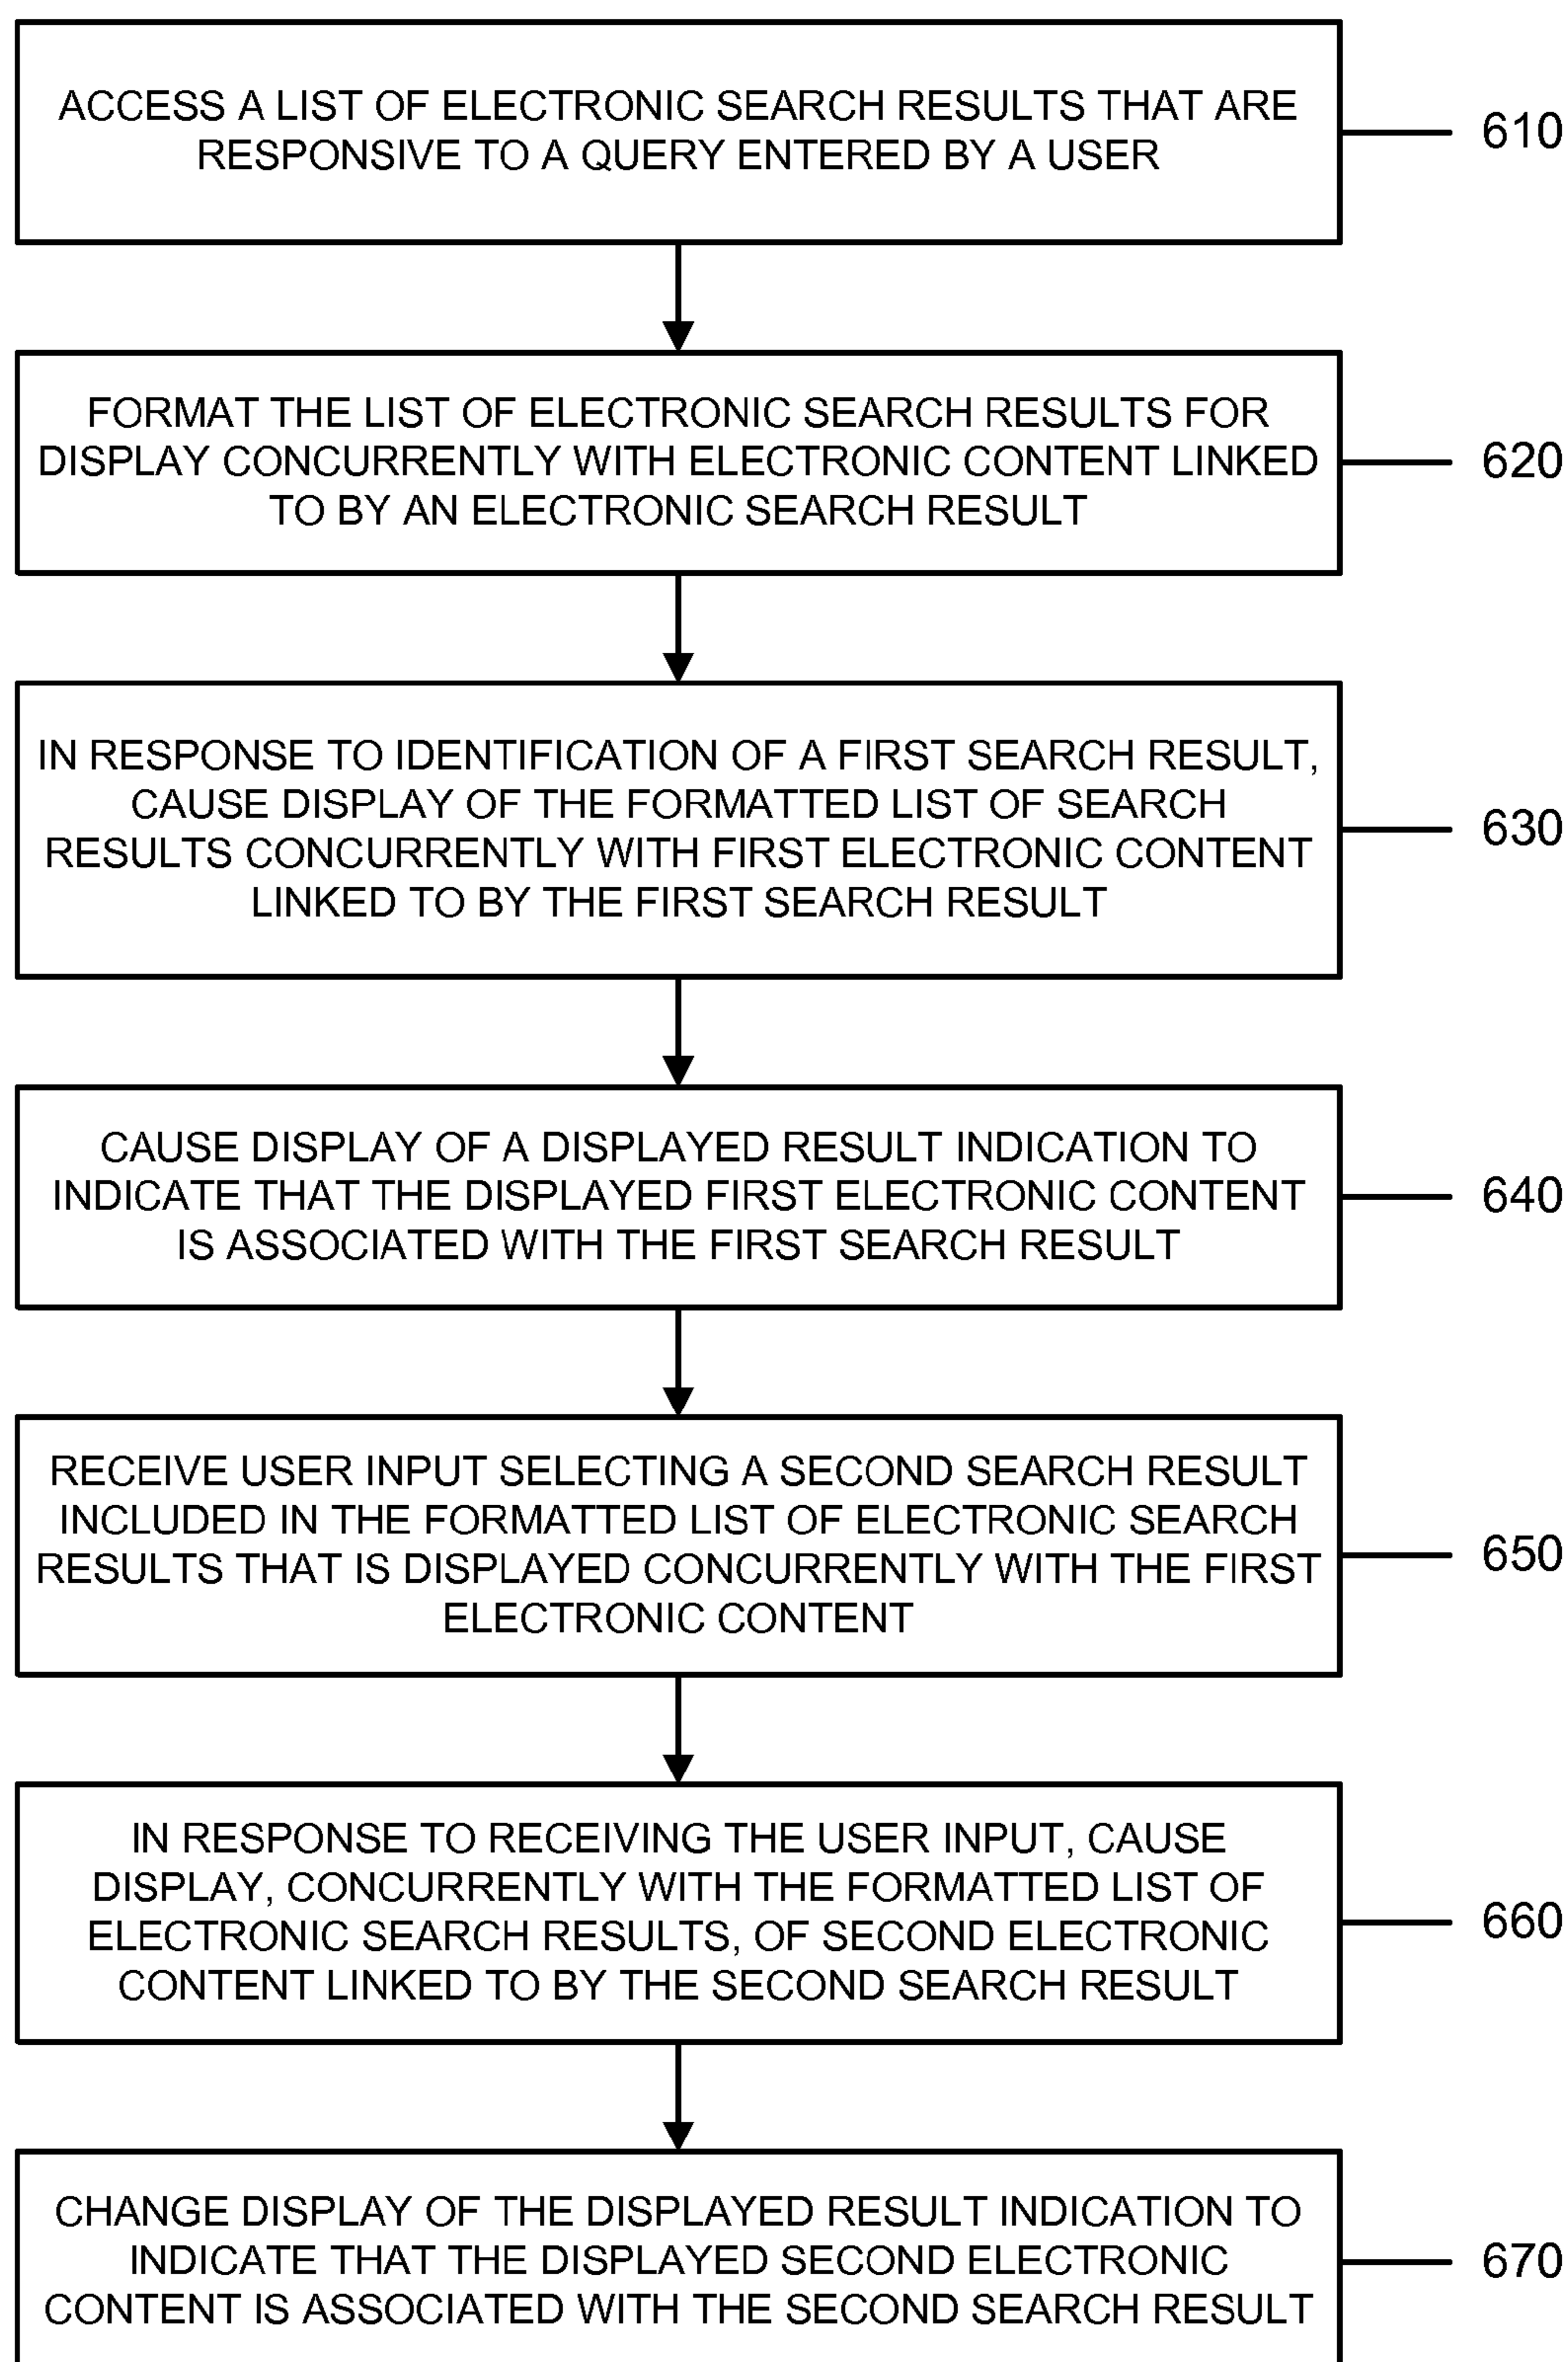 ACCESS A LIST OF ELECTRONIC SEARCH RESULTS THAT ARE
RESPONSIVE TO A QUERY ENTERED BY A USER
610
FORMAT THE LIST OF ELECTRONIC SEARCH RESULTS FOR
DISPLAY CONCURRENTLY WITH ELECTRONIC CONTENT LINKED
TO BY AN ELECTRONIC SEARCH RESULT
620
IN RESPONSE TO IDENTIFICATION OF A FIRST SEARCH RESULT,
CAUSE DISPLAY OF THE FORMATTED LIST OF SEARCH
RESULTS CONCURRENTLY WITH FIRST ELECTRONIC CONTENT
LINKED TO BY THE FIRST SEARCH RESULT
630
CAUSE DISPLAY OF A DISPLAYED RESULT INDICATION TO
INDICATE THAT THE DISPLAYED FIRST ELECTRONIC CONTENT
IS ASSOCIATED WITH THE FIRST SEARCH RESULT
640
RECEIVE USER INPUT SELECTING A SECOND SEARCH RESULT
INCLUDED IN THE FORMATTED LIST OF ELECTRONIC SEARCH
RESULTS THAT IS DISPLAYED CONCURRENTLY WITH THE FIRST
ELECTRONIC CONTENT
650
IN RESPONSE TO RECEIVING THE USER INPUT, CAUSE
DISPLAY, CONCURRENTLY WITH THE FORMATTED LIST OF
ELECTRONIC SEARCH RESULTS, OF SECOND ELECTRONIC
CONTENT LINKED TO BY THE SECOND SEARCH RESULT
660
CHANGE DISPLAY OF THE DISPLAYED RESULT INDICATION TO
INDICATE THAT THE DISPLAYED SECOND ELECTRONIC
CONTENT IS ASSOCIATED WITH THE SECOND SEARCH RESULT
670